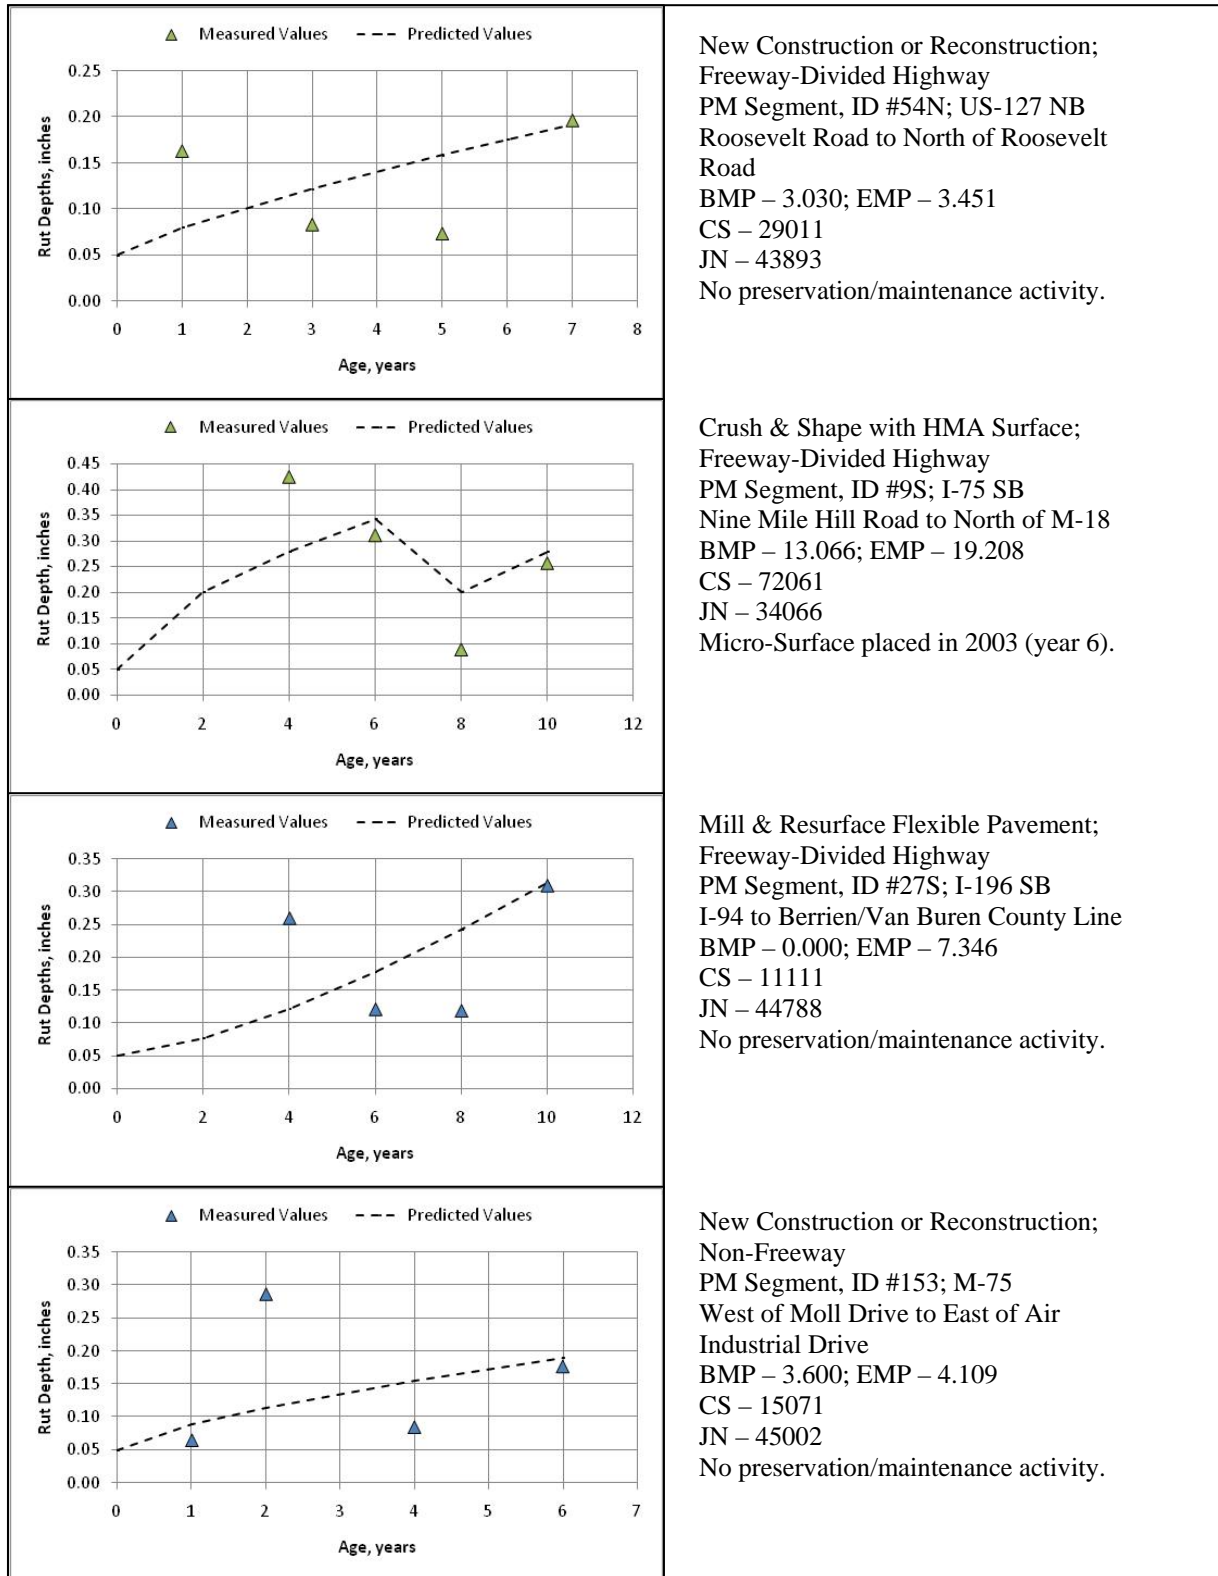 Measured Values Predicted Values
0.25
0.20
0.15
0.10
0.05
0.00
Rut Depths, inches
0 1 2 3 4 5 6 7 8
Age, years
New Construction or Reconstruction;
Freeway-Divided Highway
PM Segment, ID #54N; US-127 NB
Roosevelt Road to North of Roosevelt
Road
BMP – 3.030; EMP – 3.451
CS – 29011
JN – 43893
No preservation/maintenance activity.
Measured Values Predicted Values
0.45
0.40
0.35
0.30
0.25
0.20
0.15
0.10
0.05
0.00
Rut Depth, inches
0 2 4 6 8 10 12
Age, years
Crush & Shape with HMA Surface;
Freeway-Divided Highway
PM Segment, ID #9S; I-75 SB
Nine Mile Hill Road to North of M-18
BMP – 13.066; EMP – 19.208
CS – 72061
JN – 34066
Micro-Surface placed in 2003 (year 6).
Measured Values Predicted Values
0.35
0.30
0.25
0.20
0.15
0.10
0.05
0.00
Rut Depths, inches
0 2 4 6 8 10 12
Age, years
Mill & Resurface Flexible Pavement;
Freeway-Divided Highway
PM Segment, ID #27S; I-196 SB
I-94 to Berrien/Van Buren County Line
BMP – 0.000; EMP – 7.346
CS – 11111
JN – 44788
No preservation/maintenance activity.
Measured Values Predicted Values
0.35
0.30
0.25
0.20
0.15
0.10
0.05
0.00
Rut Depth, inches
0 1 2 3 4 5 6 7
Age, years
New Construction or Reconstruction;
Non-Freeway
PM Segment, ID #153; M-75
West of Moll Drive to East of Air
Industrial Drive
BMP – 3.600; EMP – 4.109
CS – 15071
JN – 45002
No preservation/maintenance activity.